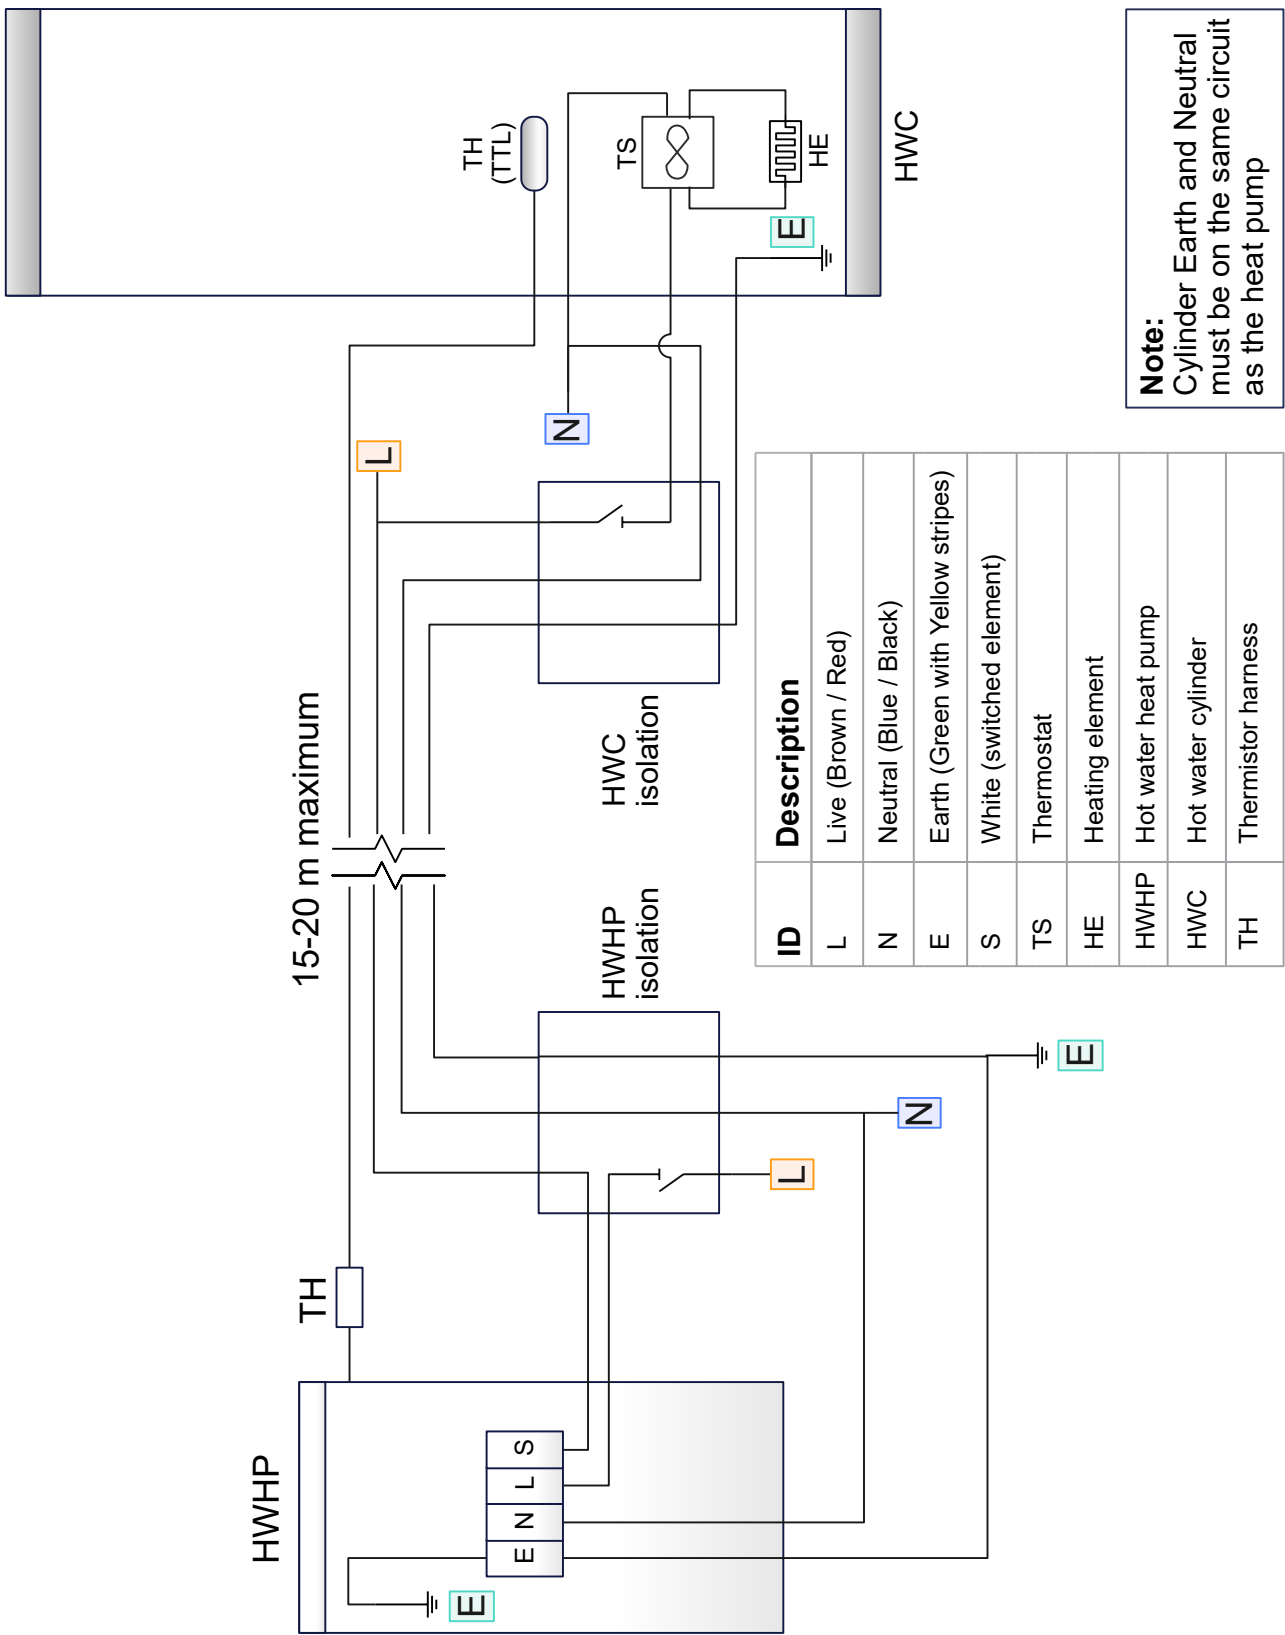 HWHP
E
E
N
L
S
TH
15-20 m maximum
HWHP
isolation
L
N
E
HWC
isolation
L
N
TH
(TTL)
TS
HE
E
HWC
ID Description
L Live (Brown / Red)
N Neutral (Blue / Black)
E Earth (Green with Yellow stripes)
S White (switched element)
TS Thermostat
HE Heating element
HWHP Hot water heat pump
HWC Hot water cylinder
TH Thermistor harness
Note:
Cylinder Earth and Neutral
must be on the same circuit
as the heat pump